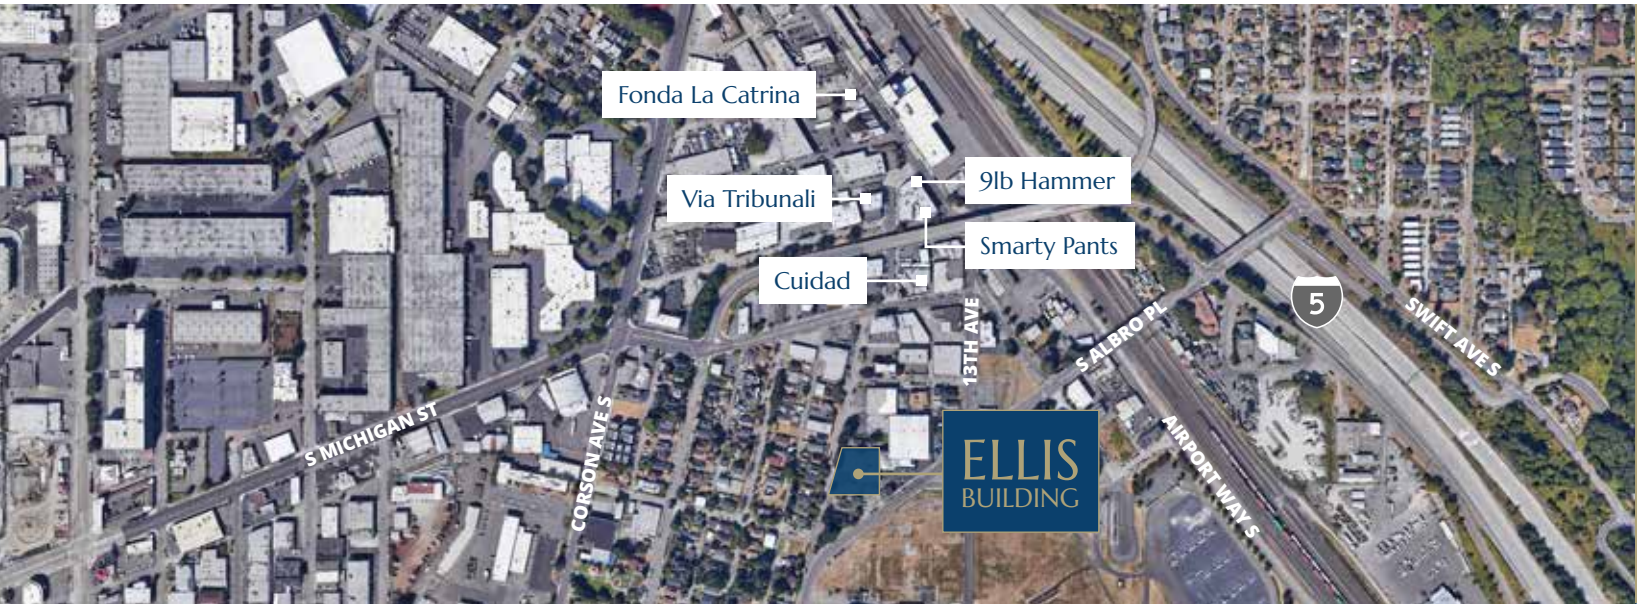 Fonda La Catrina
9lb Hammer
Via Tribunali
Smarty Pants
Cuidad
5
SWIFT AVE S
13TH AVE
S ALBRO PL
S MICHIGAN ST
CORSON AVE S
AIRPORT WAY S
ELLIS
BUILDING